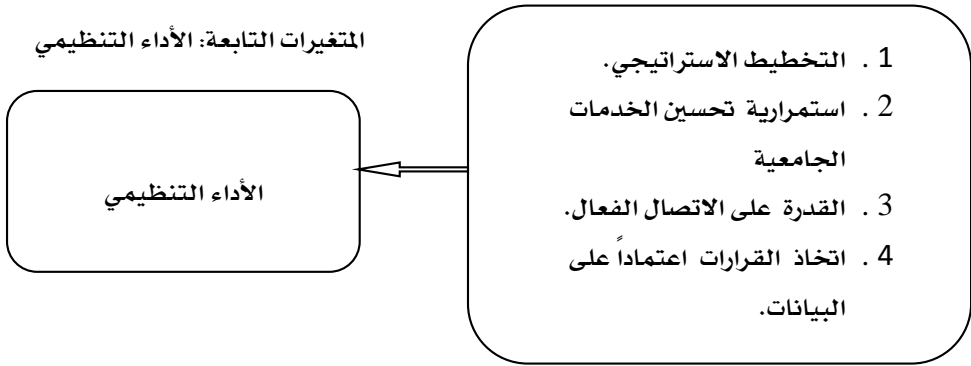 المتغيرات التابعة: الأداء التنظيمي
1 . التخطيط الاستراتيجي.
2 . استمرارية تحسين الخدمات
الجامعية
3 . القدرة على الاتصال الفعال.
4 . اتخاذ القرارات اعتماداً على
البيانات.
الأداء التنظيمي